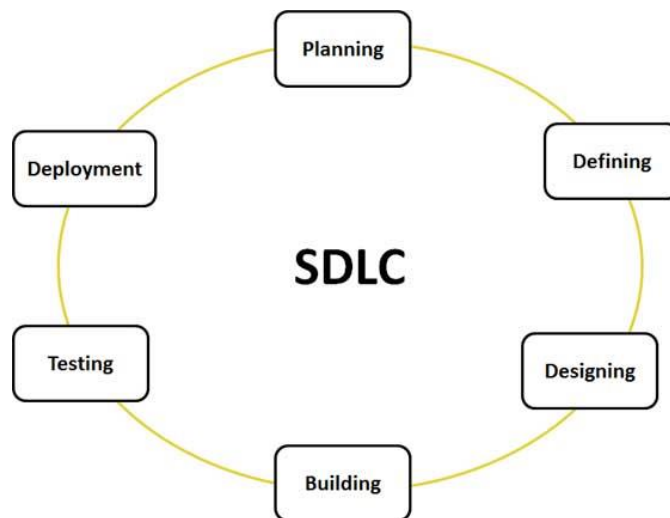 Planning
Defining
Designing
Building
Testing
Deployment
SDLC